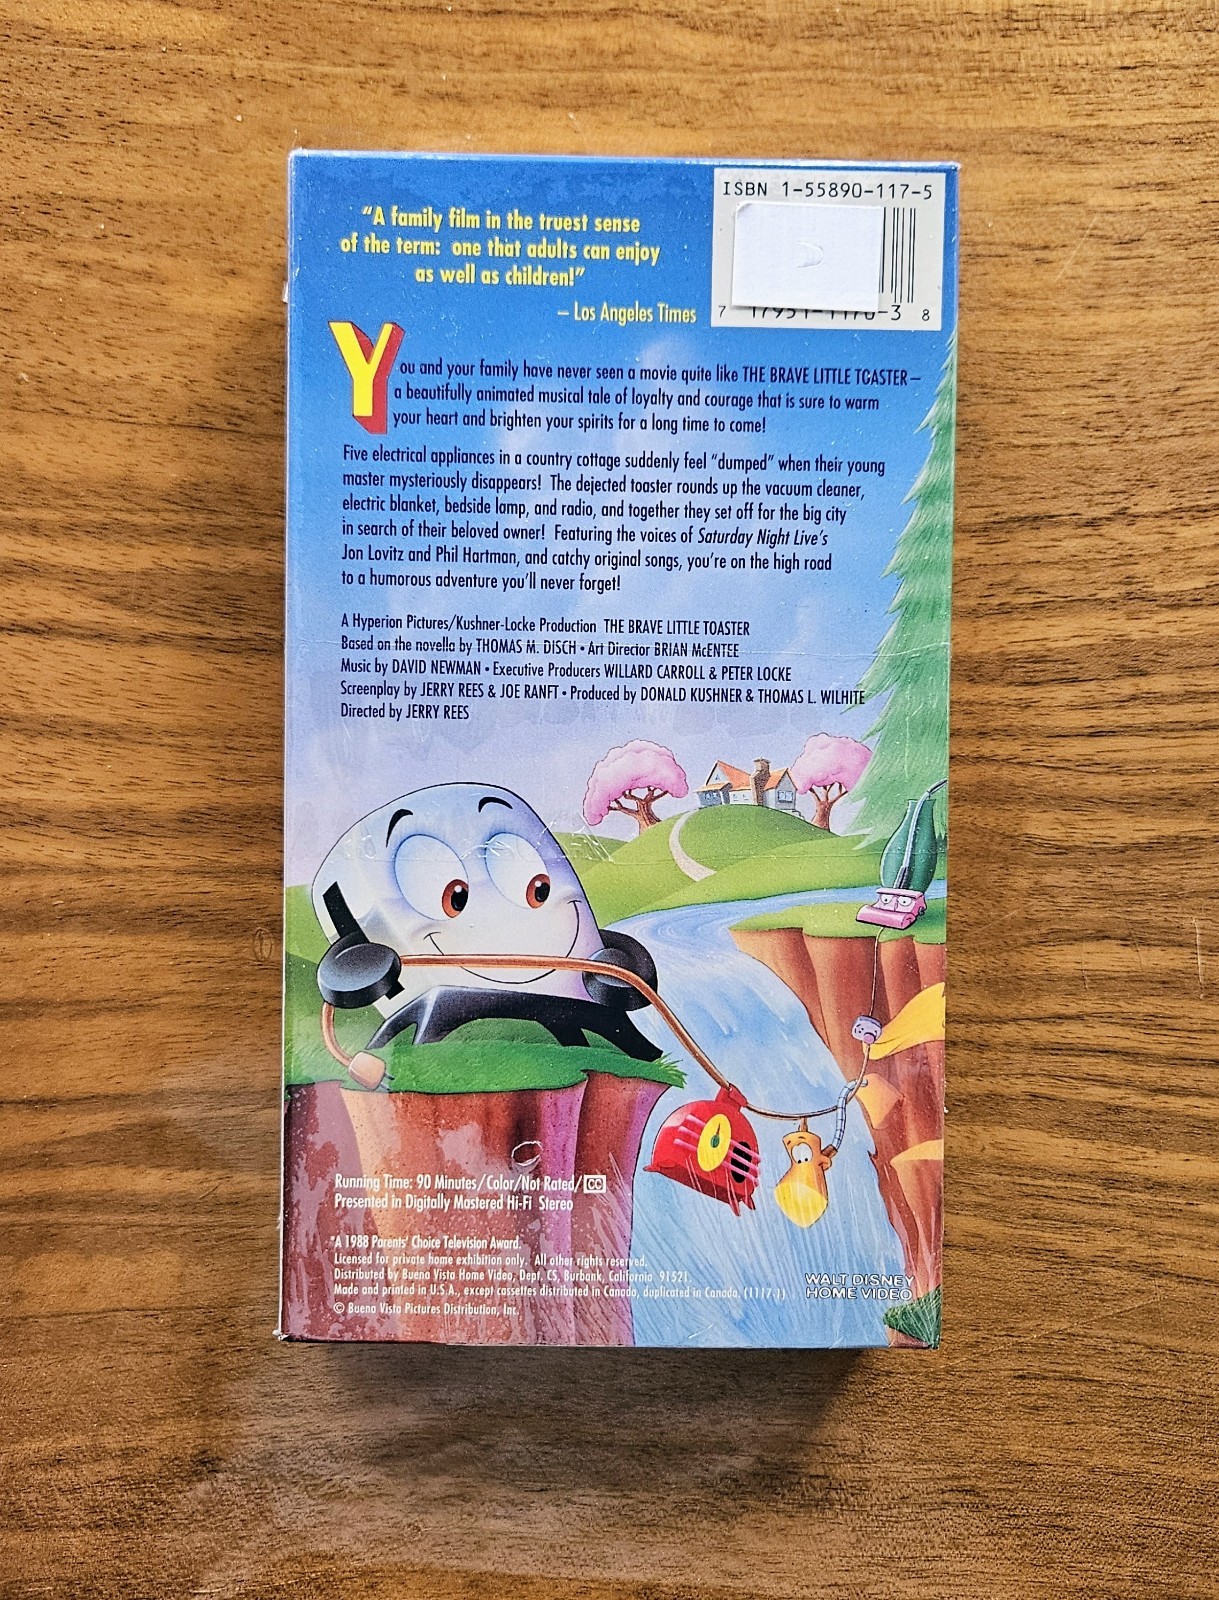 ISBN 1-55890-117-5
7 17951-1170-3 8
"A family film in the truest sense
of the term: one that adults can enjoy
as well as children!"
– Los Angeles Times
You and your family have never seen a movie quite like THE BRAVE LITTLE TOASTER—
a beautifully animated musical tale of loyalty and courage that is sure to warm
your heart and brighten your spirits for a long time to come!
Five electrical appliances in a country cottage suddenly feel "dumped" when their young
master mysteriously disappears! The dejected toaster rounds up the vacuum cleaner,
electric blanket, bedside lamp, and radio, and together they set off for the big city
in search of their beloved owner! Featuring the voices of Saturday Night Live's
Jon Lovitz and Phil Hartman, and catchy original songs, you're on the high road
to a humorous adventure you'll never forget!
A Hyperion Pictures/Kushner-Locke Production THE BRAVE LITTLE TOASTER
Based on the novella by THOMAS M. DISCH • Art Director BRIAN McENTEE
Music by DAVID NEWMAN • Executive Producers WILLARD CARROLL & PETER LOCKE
Screenplay by JERRY REES & JOE RANFT • Produced by DONALD KUSHNER & THOMAS L. WILHITE
Directed by JERRY REES
Running Time: 90 Minutes/Color/Not Rated/CC
Presented in Digitally Mastered Hi-Fi Stereo
*A 1988 Parents' Choice Television Award.
Licensed for private home exhibition only. All other rights reserved.
Distributed by Buena Vista Home Video, Dept. CS, Burbank, California 91521.
Made and printed in U.S.A., except cassettes distributed in Canada, duplicated in Canada. (1117.1)
© Buena Vista Pictures Distribution, Inc.
WALT DISNEY
HOME VIDEO